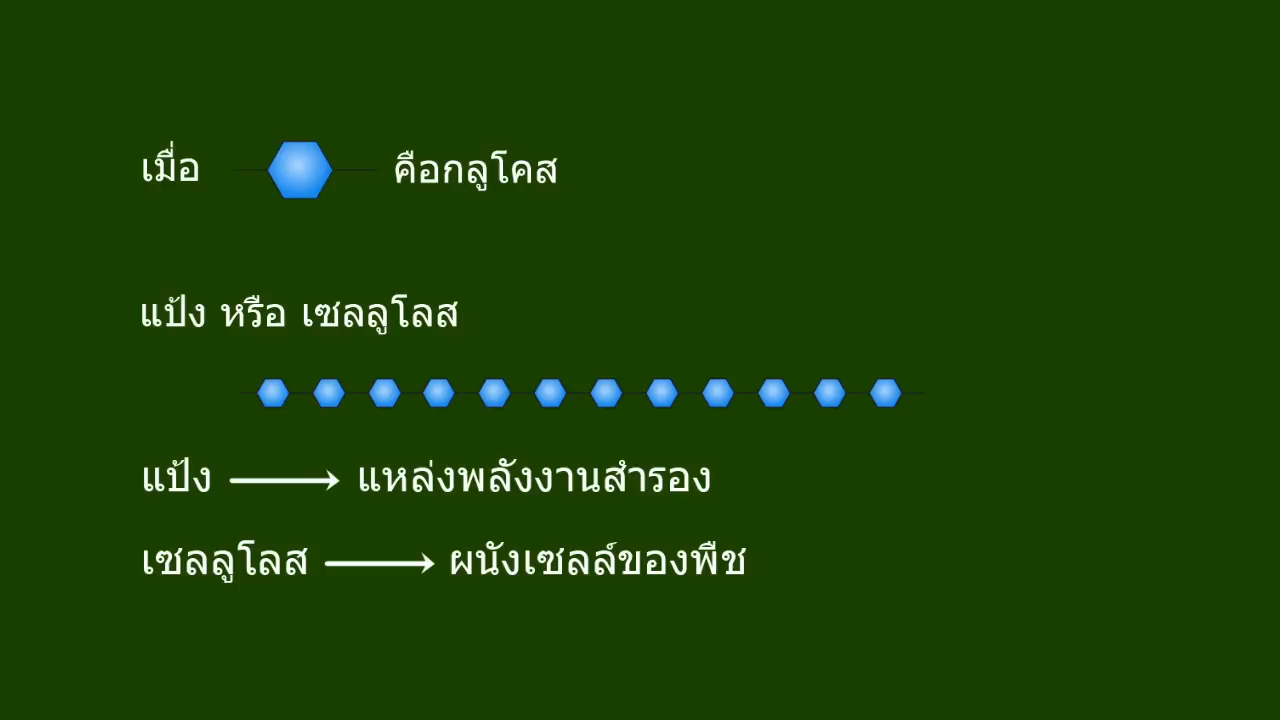 เมื่อ คือกลูโคส
แป้ง หรือ เซลลูโลส
แป้ง ⟶ แหล่งพลังงานสำรอง
เซลลูโลส ⟶ ผนังเซลล์ของพืช